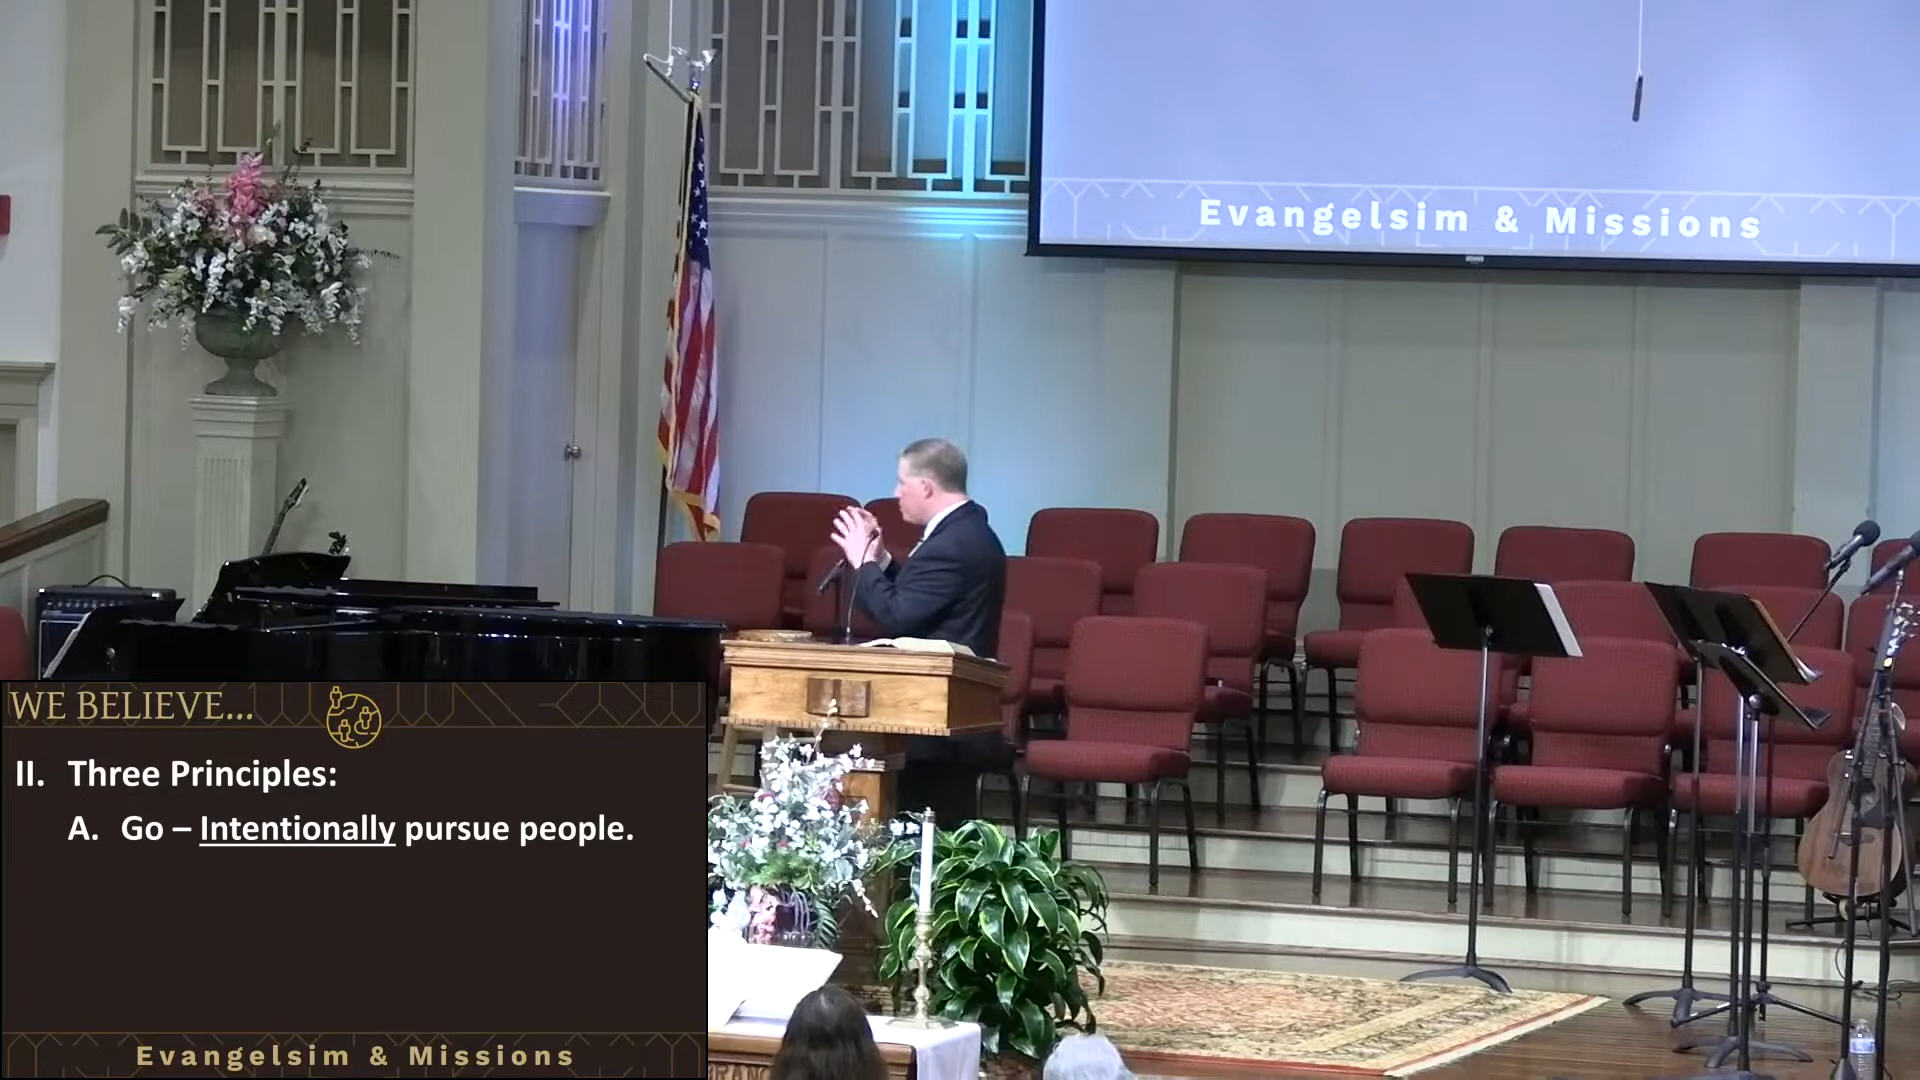 Evangelsim & Missions
WE BELIEVE...
II. Three Principles:
A. Go – Intentionally pursue people.
Evangelsim & Missions